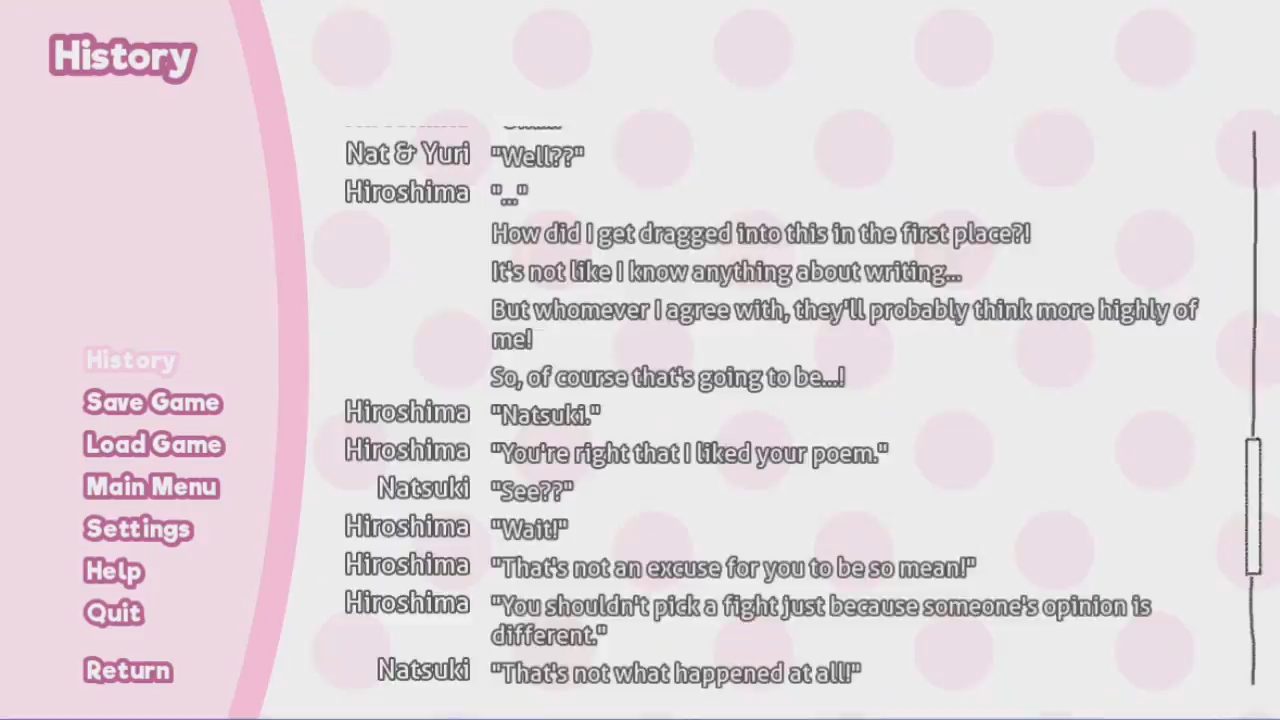 History
Nat & Yuri "Well??"
Hiroshima "..."
How did I get dragged into this in the first place?!
It's not like I know anything about writing...
But whomever I agree with, they'll probably think more highly of
me!
So, of course that's going to be...!
Hiroshima "Natsuki."
Hiroshima "You're right that I liked your poem."
Natsuki "See??"
Hiroshima "Wait!"
Hiroshima "That's not an excuse for you to be so mean!"
Hiroshima "You shouldn't pick a fight just because someone's opinion is
different."
Natsuki "That's not what happened at all!"
History
Save Game
Load Game
Main Menu
Settings
Help
Quit
Return